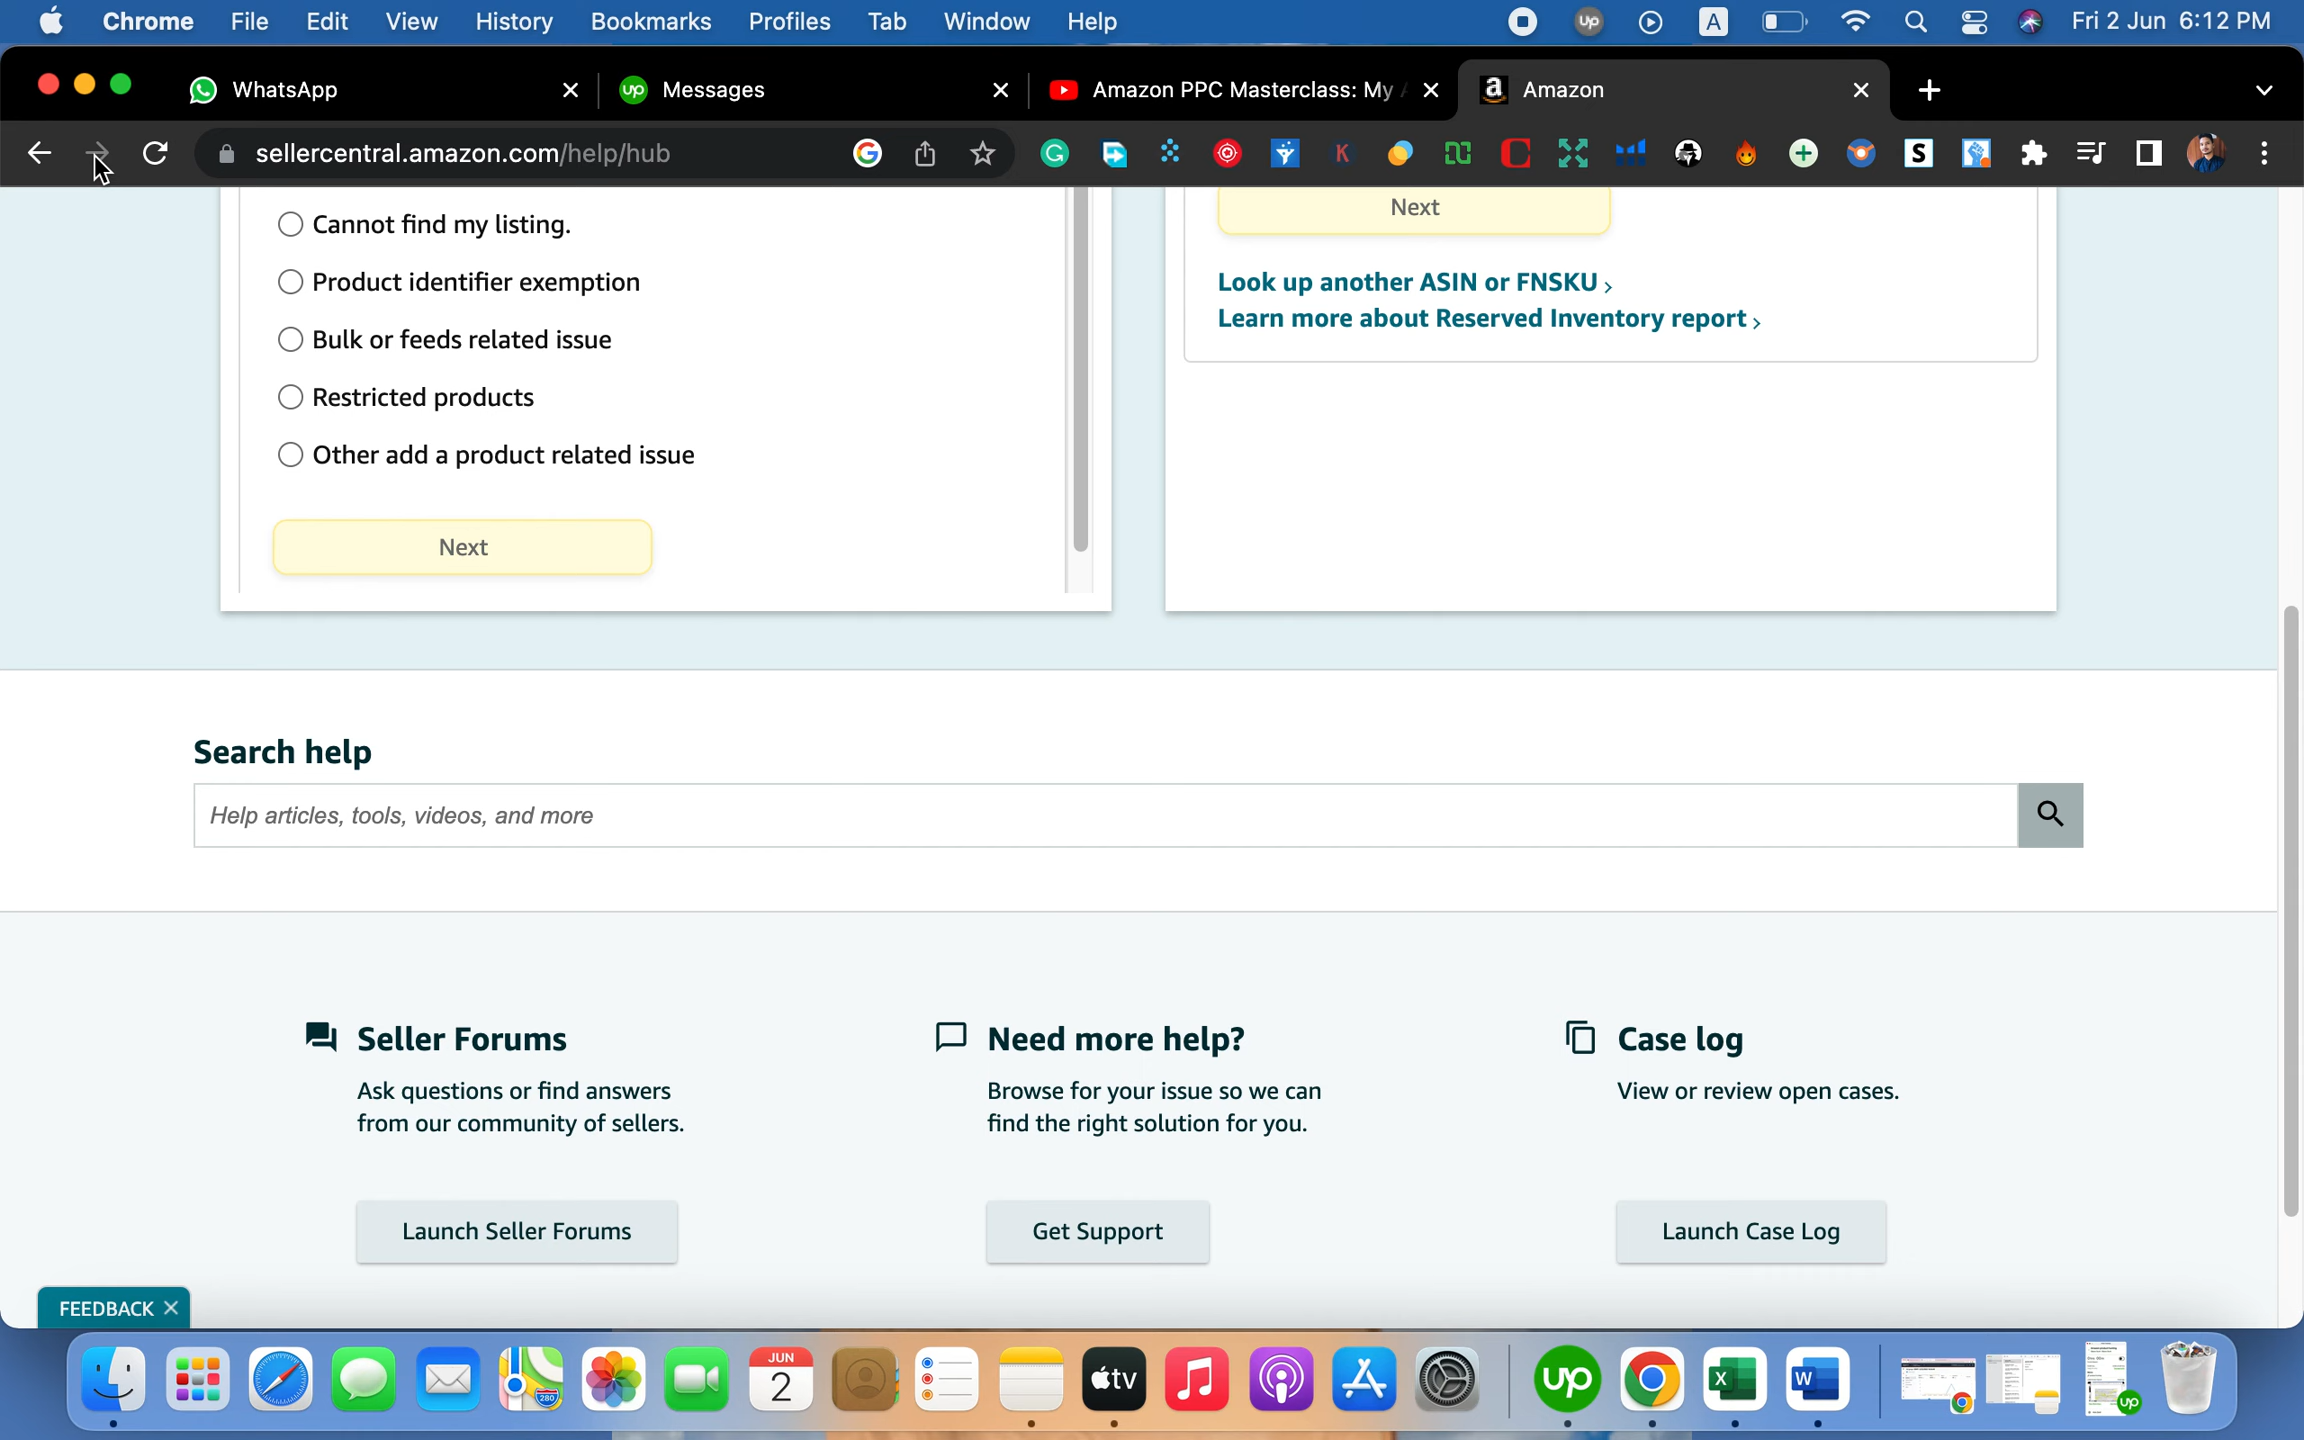 Chrome File Edit View History Bookmarks Profiles Tab Window Help up A Fri 2 Jun 6:12 PM
WhatsApp up Messages Amazon PPC Masterclass: My a Amazon
sellercentral.amazon.com/help/hub
Cannot find my listing.
Product identifier exemption
Bulk or feeds related issue
Restricted products
Other add a product related issue
Next
Next
Look up another ASIN or FNSKU ›
Learn more about Reserved Inventory report ›
Search help
Help articles, tools, videos, and more
Seller Forums
Ask questions or find answers
from our community of sellers.
Launch Seller Forums
Need more help?
Browse for your issue so we can
find the right solution for you.
Get Support
Case log
View or review open cases.
Launch Case Log
FEEDBACK
JUN
2
280
tv
up
X
W
up